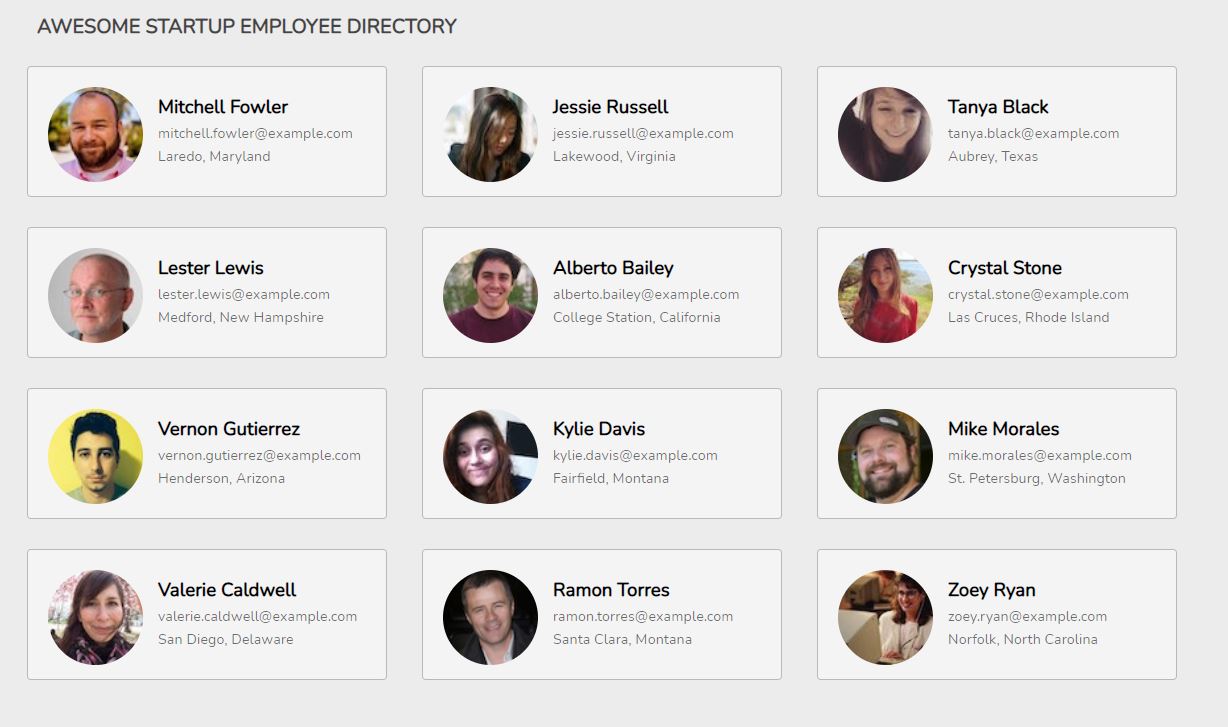 AWESOME STARTUP EMPLOYEE DIRECTORY
Mitchell Fowler
mitchell.fowler@example.com
Laredo, Maryland
Jessie Russell
jessie.russell@example.com
Lakewood, Virginia
Tanya Black
tanya.black@example.com
Aubrey, Texas
Lester Lewis
lester.lewis@example.com
Medford, New Hampshire
Alberto Bailey
alberto.bailey@example.com
College Station, California
Crystal Stone
crystal.stone@example.com
Las Cruces, Rhode Island
Vernon Gutierrez
vernon.gutierrez@example.com
Henderson, Arizona
Kylie Davis
kylie.davis@example.com
Fairfield, Montana
Mike Morales
mike.morales@example.com
St. Petersburg, Washington
Valerie Caldwell
valerie.caldwell@example.com
San Diego, Delaware
Ramon Torres
ramon.torres@example.com
Santa Clara, Montana
Zoey Ryan
zoey.ryan@example.com
Norfolk, North Carolina